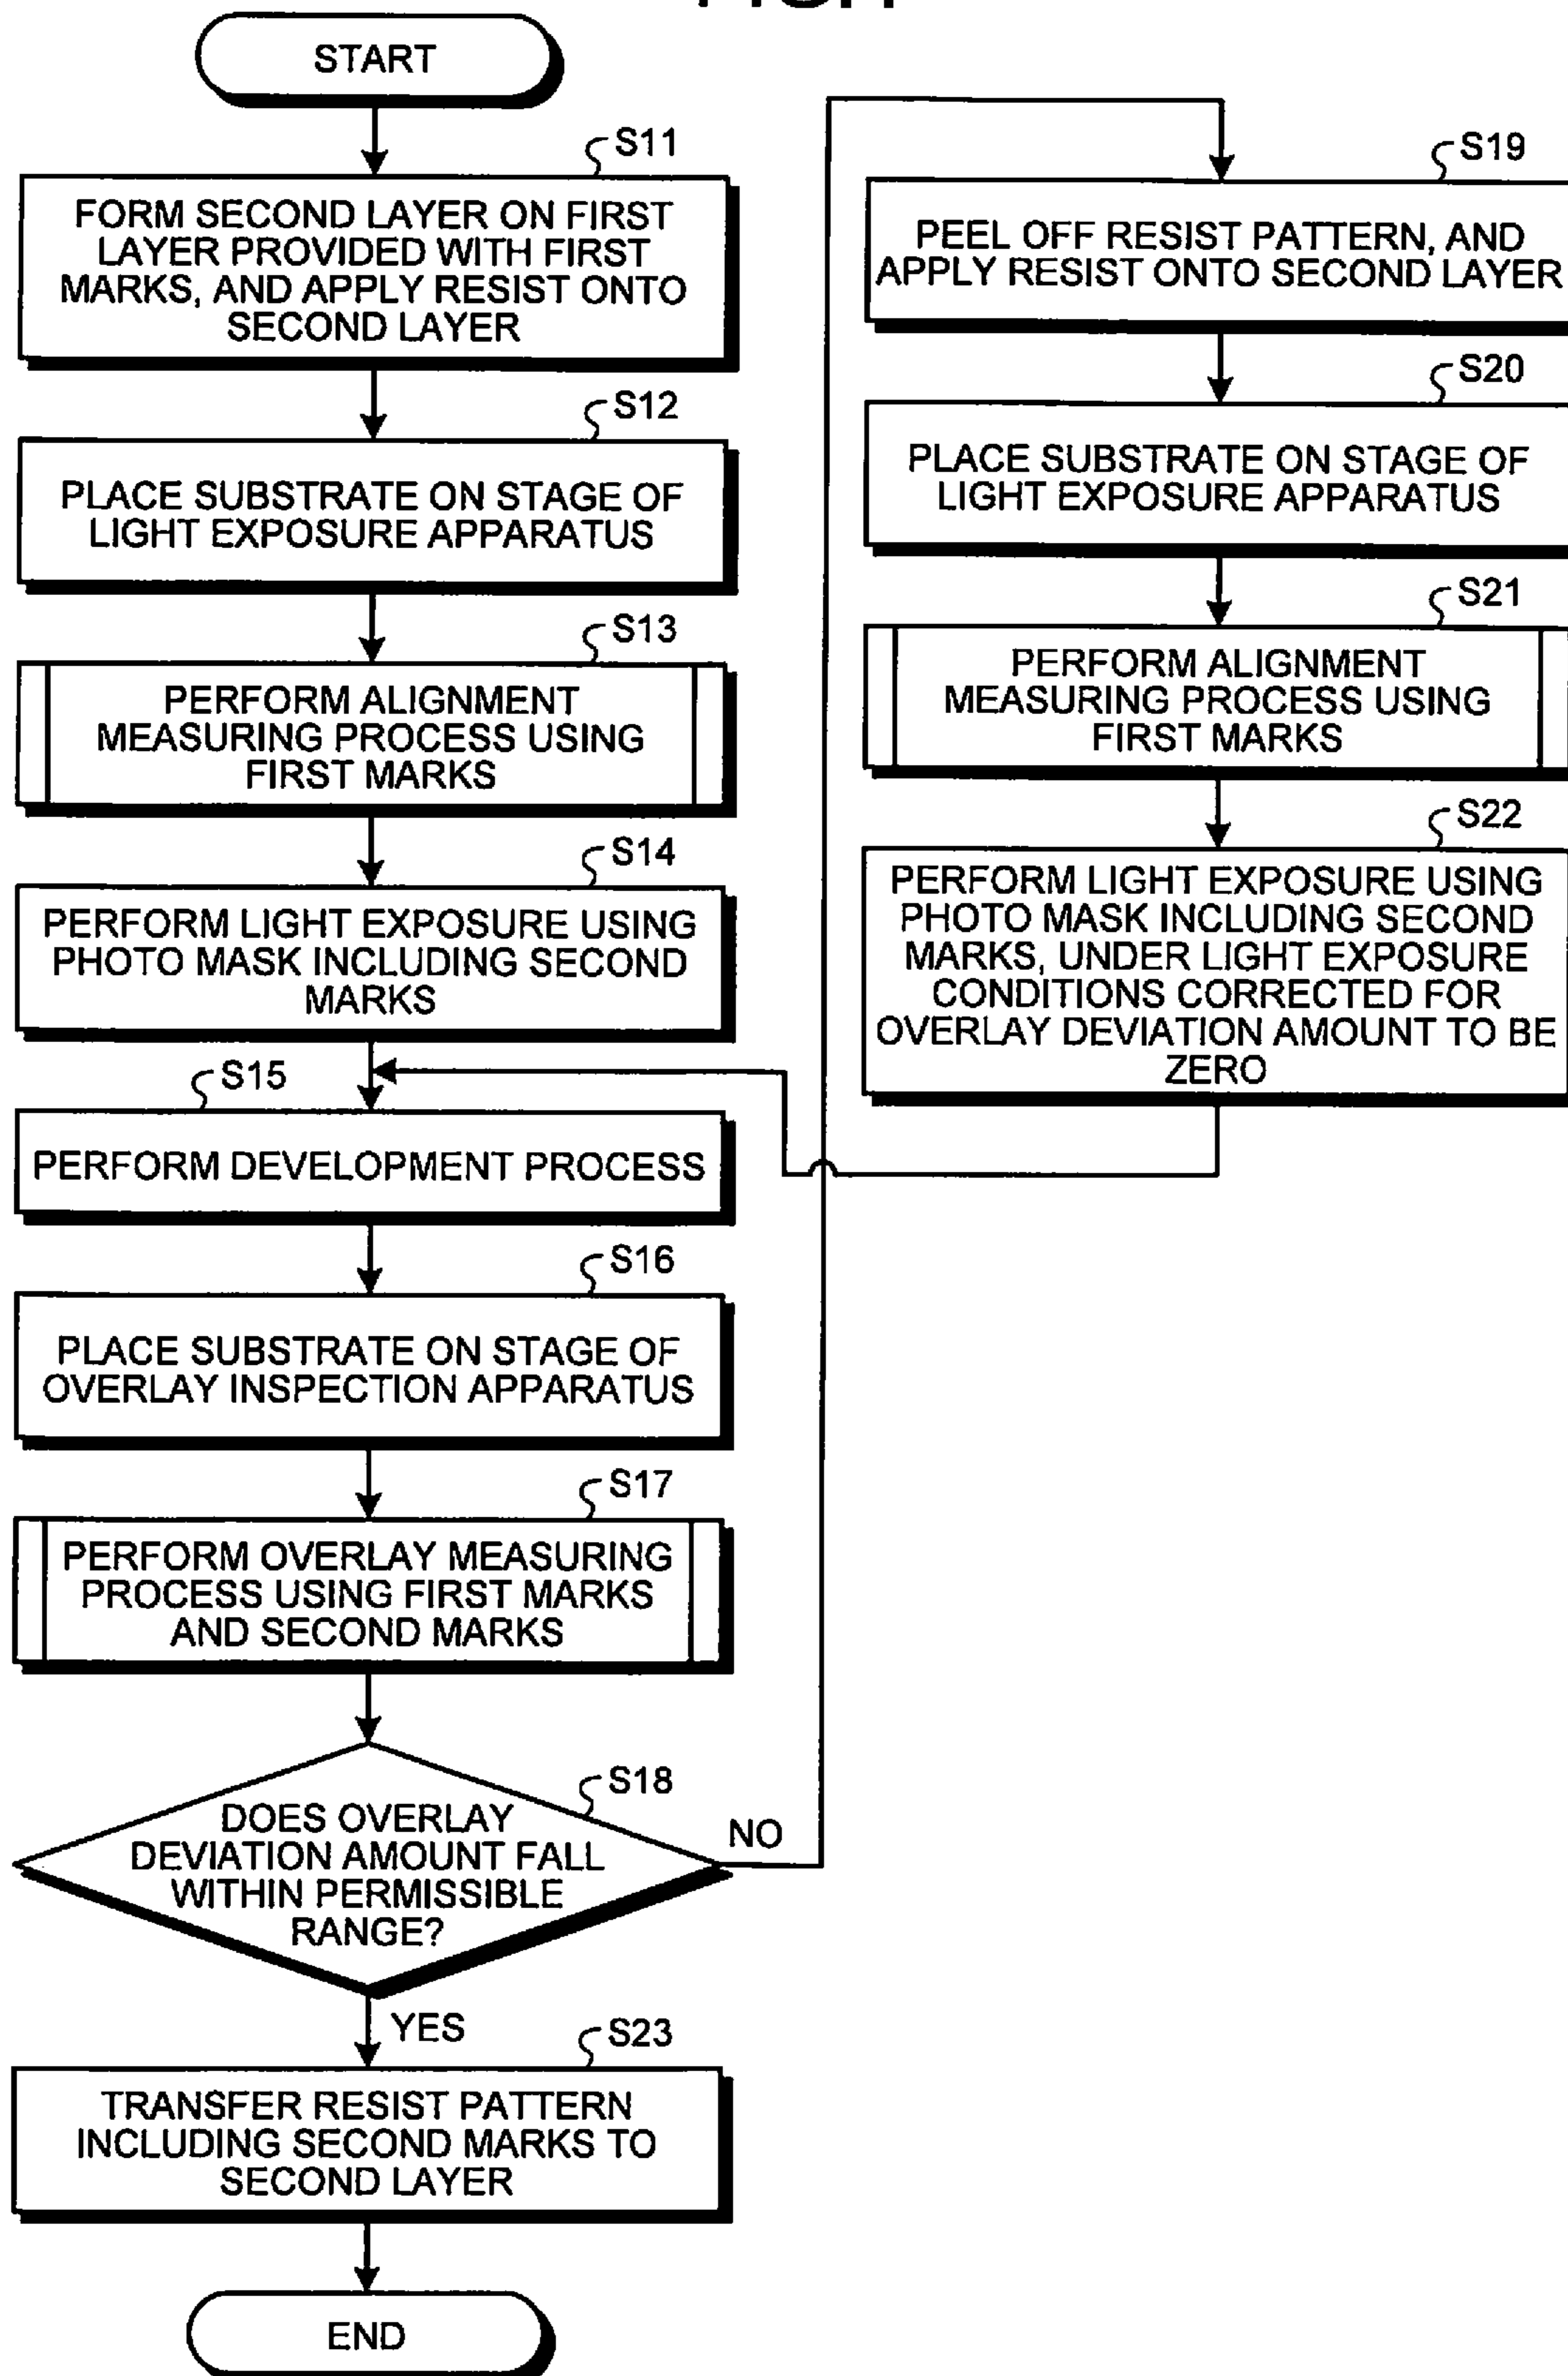 START
S11
FORM SECOND LAYER ON FIRST
LAYER PROVIDED WITH FIRST
MARKS, AND APPLY RESIST ONTO
SECOND LAYER
S12
PLACE SUBSTRATE ON STAGE OF
LIGHT EXPOSURE APPARATUS
S13
PERFORM ALIGNMENT
MEASURING PROCESS USING
FIRST MARKS
S14
PERFORM LIGHT EXPOSURE USING
PHOTO MASK INCLUDING SECOND
MARKS
S15
PERFORM DEVELOPMENT PROCESS
S16
PLACE SUBSTRATE ON STAGE OF
OVERLAY INSPECTION APPARATUS
S17
PERFORM OVERLAY MEASURING
PROCESS USING FIRST MARKS
AND SECOND MARKS
S18
DOES OVERLAY
DEVIATION AMOUNT FALL
WITHIN PERMISSIBLE
RANGE?
NO
YES
S23
TRANSFER RESIST PATTERN
INCLUDING SECOND MARKS TO
SECOND LAYER
END
S19
PEEL OFF RESIST PATTERN, AND
APPLY RESIST ONTO SECOND LAYER
S20
PLACE SUBSTRATE ON STAGE OF
LIGHT EXPOSURE APPARATUS
S21
PERFORM ALIGNMENT
MEASURING PROCESS USING
FIRST MARKS
S22
PERFORM LIGHT EXPOSURE USING
PHOTO MASK INCLUDING SECOND
MARKS, UNDER LIGHT EXPOSURE
CONDITIONS CORRECTED FOR
OVERLAY DEVIATION AMOUNT TO BE
ZERO